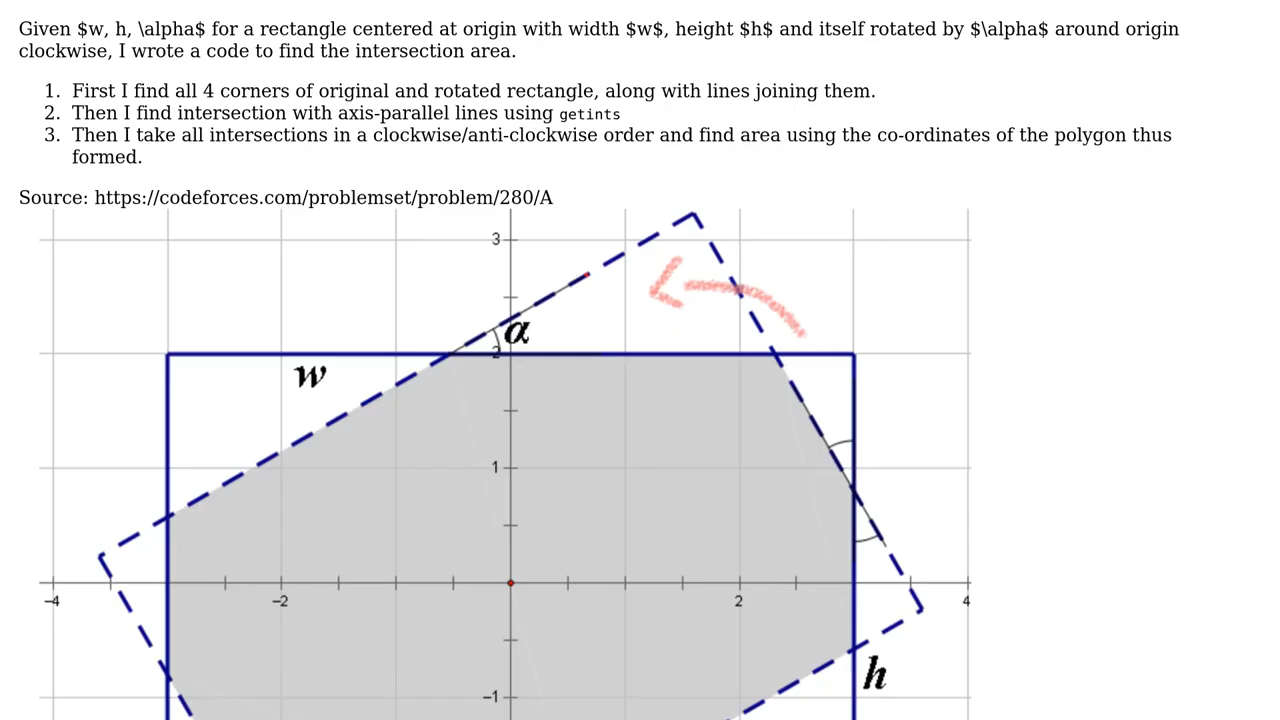 Given $w, h, \alpha$ for a rectangle centered at origin with width $w$, height $h$ and itself rotated by $\alpha$ around origin
clockwise, I wrote a code to find the intersection area.
1. First I find all 4 corners of original and rotated rectangle, along with lines joining them.
2. Then I find intersection with axis-parallel lines using getints
3. Then I take all intersections in a clockwise/anti-clockwise order and find area using the co-ordinates of the polygon thus
formed.
Source: https://codeforces.com/problemset/problem/280/A
3
α
2
w
1
−4
−2
2
4
h
−1